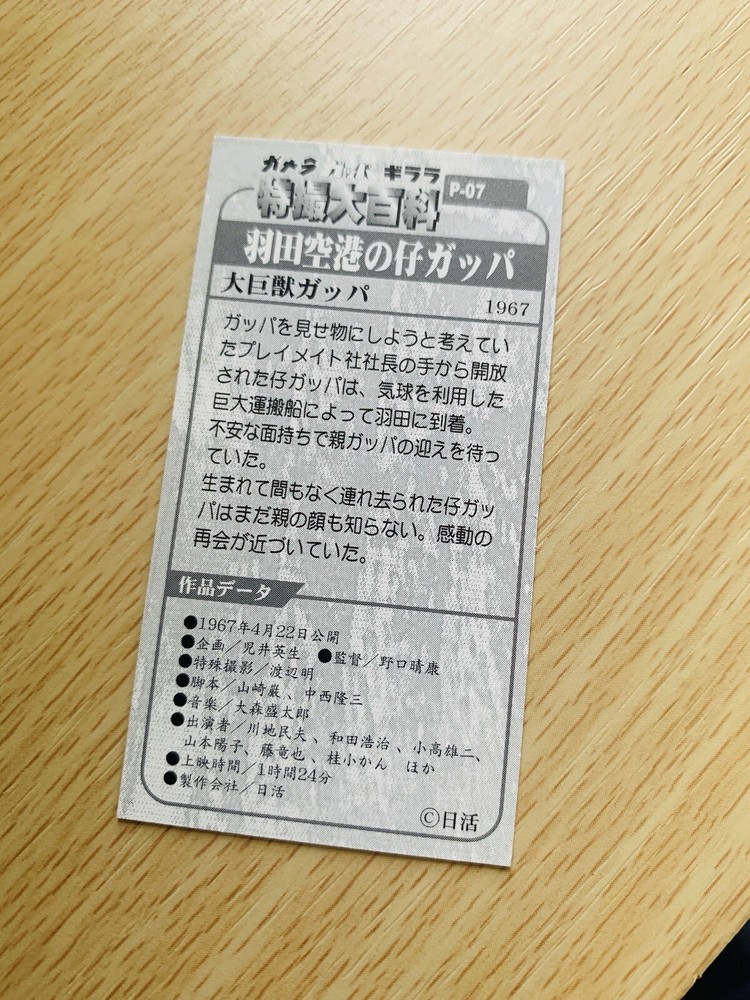 ガメラ ガッパ ギララ
特撮大百科
P-07
羽田空港の仔ガッパ
大巨獣ガッパ 1967
ガッパを見せ物にしようと考えてい
たプレイメイト社社長の手から開放
された仔ガッパは、気球を利用した
巨大運搬船によって羽田に到着。
不安な面持ちで親ガッパの迎えを待っ
ていた。
生まれて間もなく連れ去られた仔ガッ
パはまだ親の顔も知らない。感動の
再会が近づいていた。
作品データ
●1967年4月22日公開
●企画／児井英生 ●監督／野口晴康
●特殊撮影／渡辺明
●脚本／山崎巌、中西隆三
●音楽／大森盛太郎
●出演者／川地民夫、和田浩治、小高雄二、
山本陽子、藤竜也、桂小かん ほか
●上映時間／1時間24分
●製作会社／日活
©日活